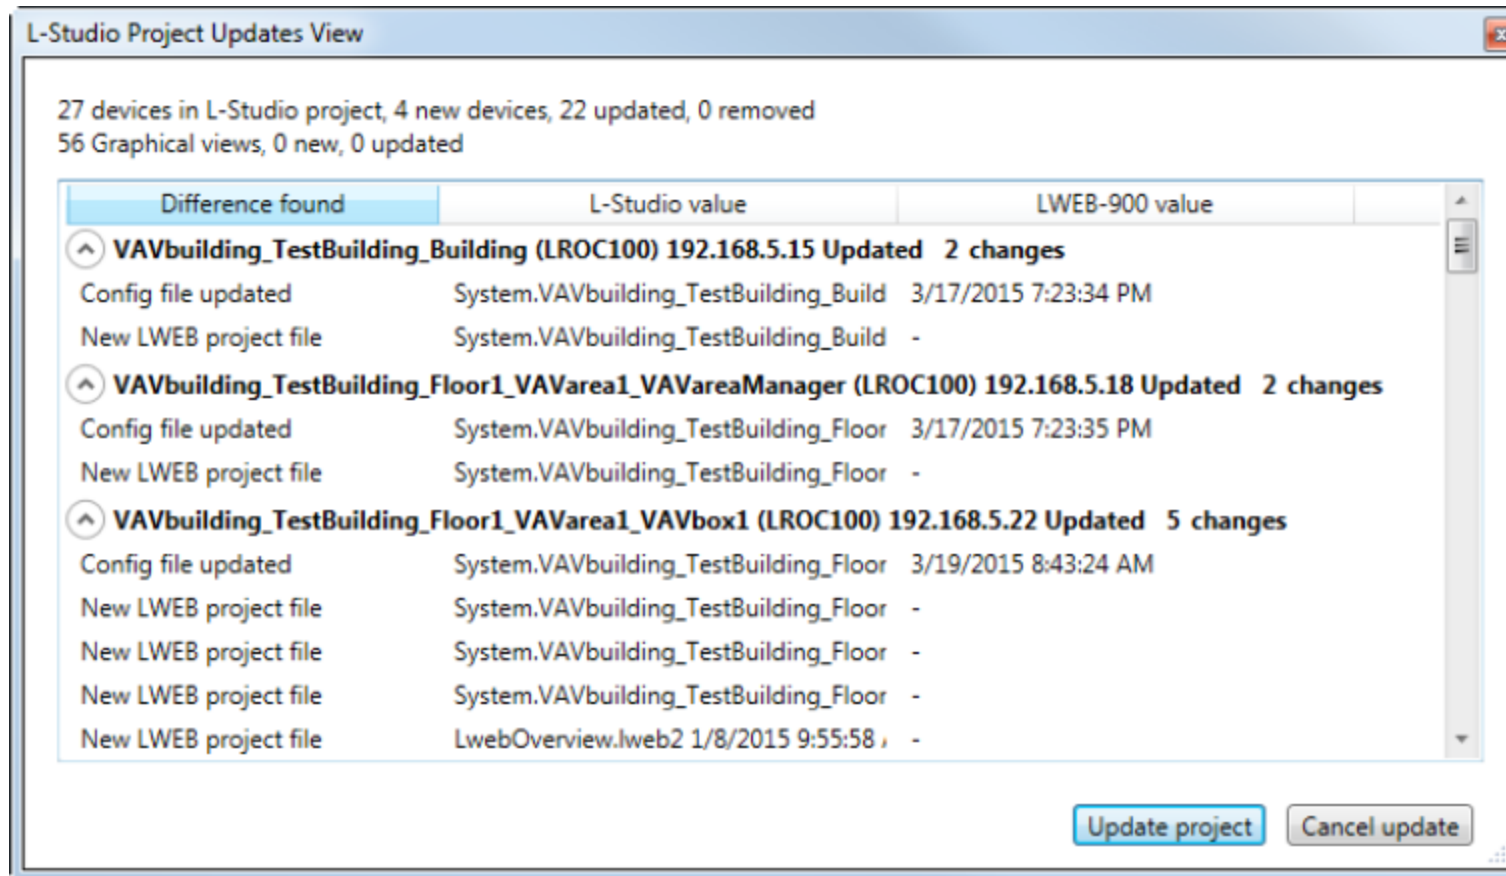 L-Studio Project Updates View
27 devices in L-Studio project, 4 new devices, 22 updated, 0 removed
56 Graphical views, 0 new, 0 updated
Difference found L-Studio value LWEB-900 value
VAVbuilding_TestBuilding_Building (LROC100) 192.168.5.15 Updated 2 changes
Config file updated System.VAVbuilding_TestBuilding_Build 3/17/2015 7:23:34 PM
New LWEB project file System.VAVbuilding_TestBuilding_Build -
VAVbuilding_TestBuilding_Floor1_VAVarea1_VAVareaManager (LROC100) 192.168.5.18 Updated 2 changes
Config file updated System.VAVbuilding_TestBuilding_Floor 3/17/2015 7:23:35 PM
New LWEB project file System.VAVbuilding_TestBuilding_Floor -
VAVbuilding_TestBuilding_Floor1_VAVarea1_VAVbox1 (LROC100) 192.168.5.22 Updated 5 changes
Config file updated System.VAVbuilding_TestBuilding_Floor 3/19/2015 8:43:24 AM
New LWEB project file System.VAVbuilding_TestBuilding_Floor -
New LWEB project file System.VAVbuilding_TestBuilding_Floor -
New LWEB project file System.VAVbuilding_TestBuilding_Floor -
New LWEB project file LwebOverview.lweb2 1/8/2015 9:55:58 -
Update project Cancel update